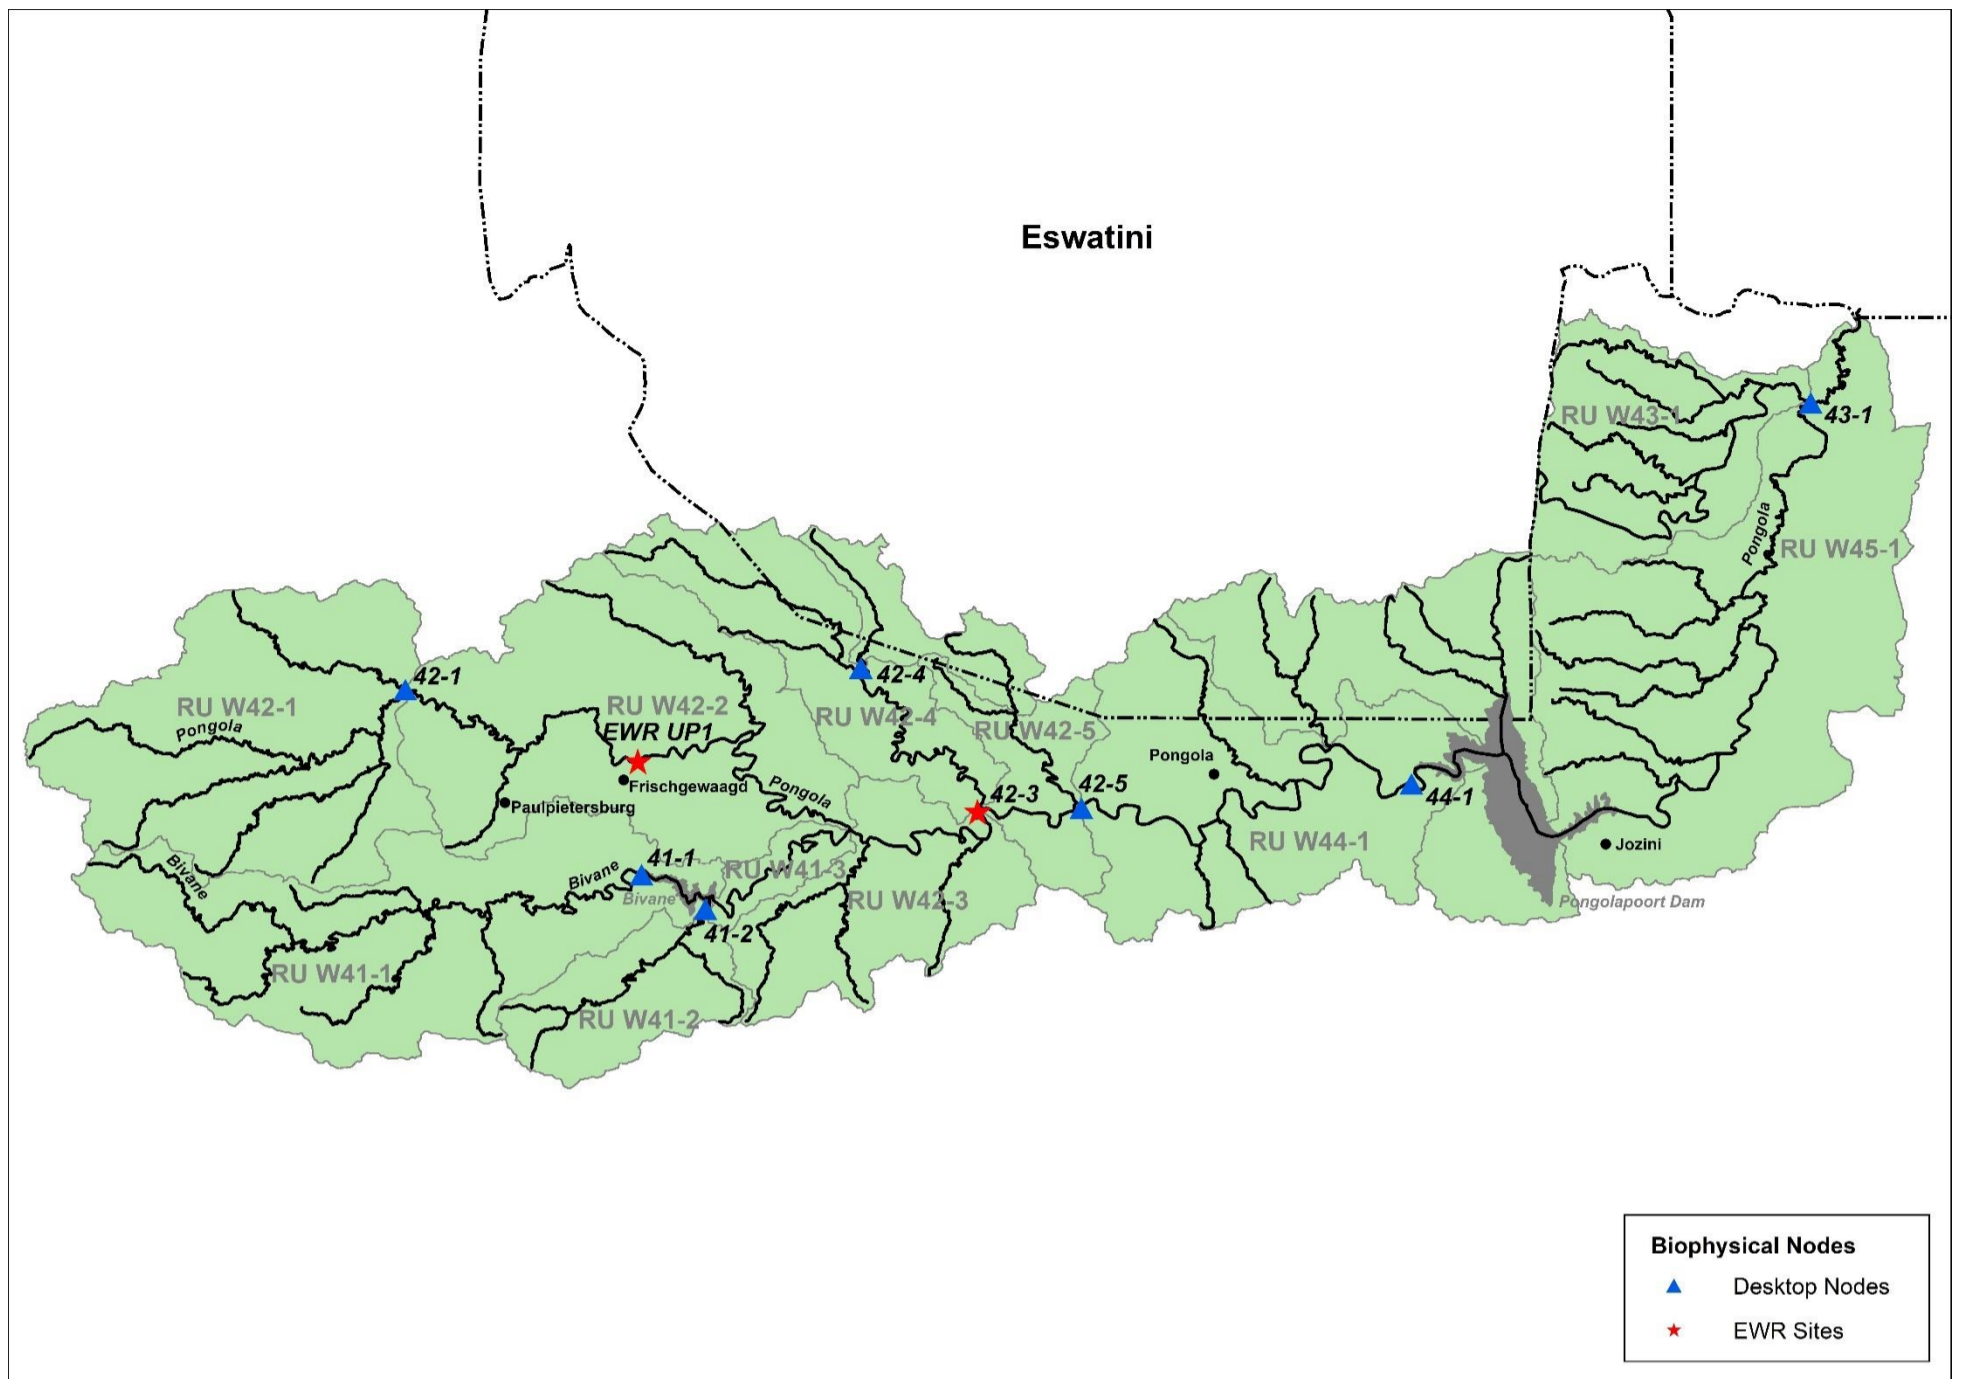 Eswatini
RU W43-1
43-1
Pongola
RU W45-1
42-1
RU W42-1
Pongola
RU W42-2
EWR UP1
42-4
RU W42-4
RU W42-5
Pongola
Frischgewaagd
Paulpietersburg
Pongola
42-3
42-5
44-1
RU W44-1
Jozini
Bivane
Bivane
41-1
Bivane
RU W41-3
RU W42-3
Pongolapoort Dam
41-2
RU W41-1
RU W41-2
Biophysical Nodes
Desktop Nodes
EWR Sites